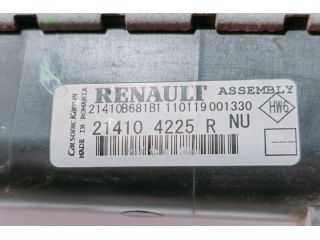 RENAULT ASSEMBLY
21410B681B1 110119 001330
HW6
21410 4225 R NU
Calsonic Kansei
MADE IN ROMANIA